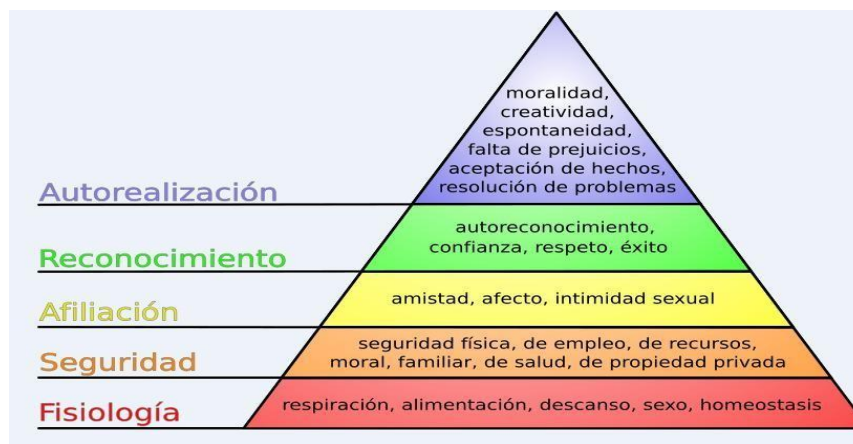 moralidad,
creatividad,
espontaneidad,
falta de prejuicios,
aceptación de hechos,
resolución de problemas
Autorealización
autoreconocimiento,
confianza, respeto, éxito
Reconocimiento
amistad, afecto, intimidad sexual
Afiliación
seguridad física, de empleo, de recursos,
moral, familiar, de salud, de propiedad privada
Seguridad
respiración, alimentación, descanso, sexo, homeostasis
Fisiología